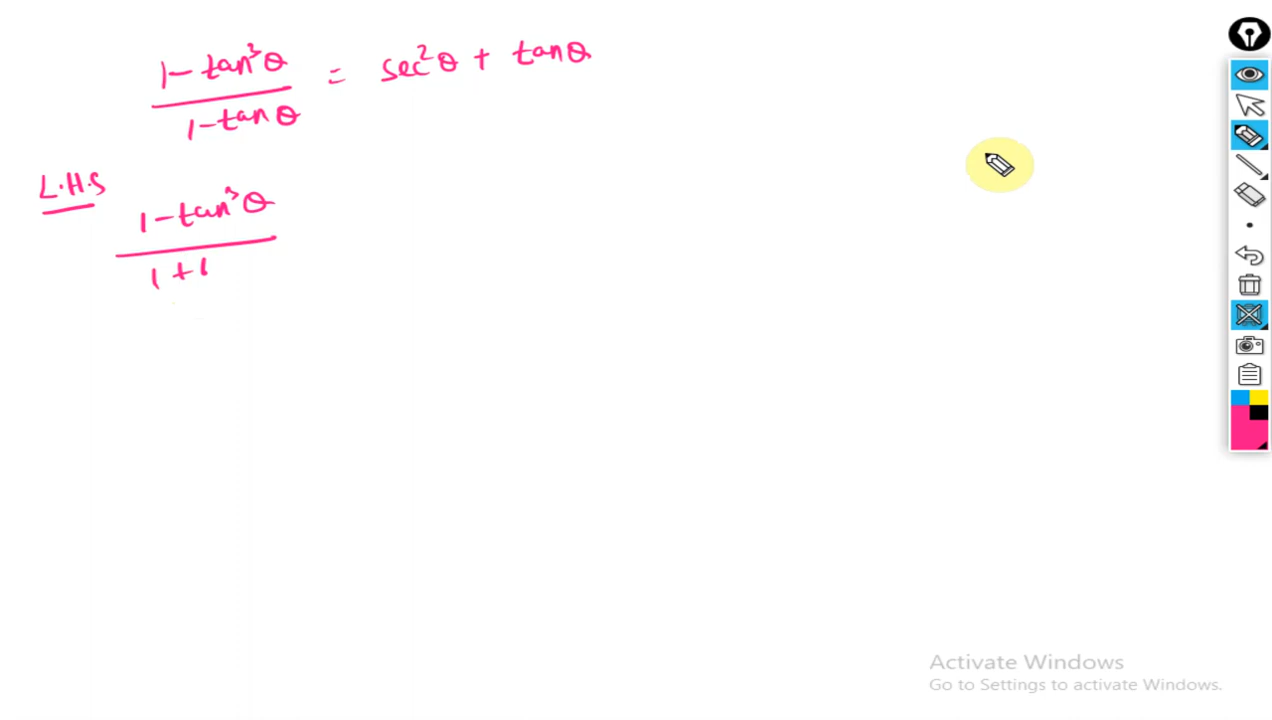 1-tan³θ
1-tanθ
= sec²θ + tanθ
L.H.S
1-tan³θ
1+1
Activate Windows
Go to Settings to activate Windows.